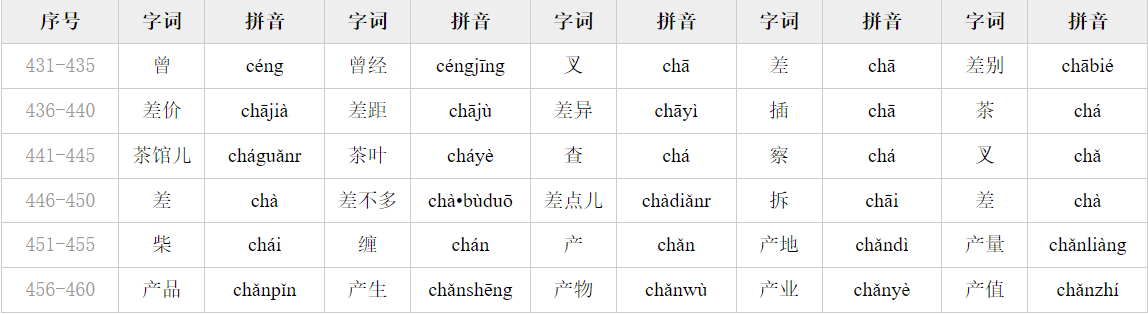 序号 字词 拼音 字词 拼音 字词 拼音 字词 拼音 字词 拼音
431-435 曾 céng 曾经 céngjīng 叉 chā 差 chā 差别 chābié
436-440 差价 chājià 差距 chājù 差异 chāyì 插 chā 茶 chá
441-445 茶馆儿 cháguǎnr 茶叶 cháyè 查 chá 察 chá 叉 chǎ
446-450 差 chà 差不多 chà•bùduō 差点儿 chàdiǎnr 拆 chāi 差 chà
451-455 柴 chái 缠 chán 产 chǎn 产地 chǎndì 产量 chǎnliàng
456-460 产品 chǎnpǐn 产生 chǎnshēng 产物 chǎnwù 产业 chǎnyè 产值 chǎnzhí